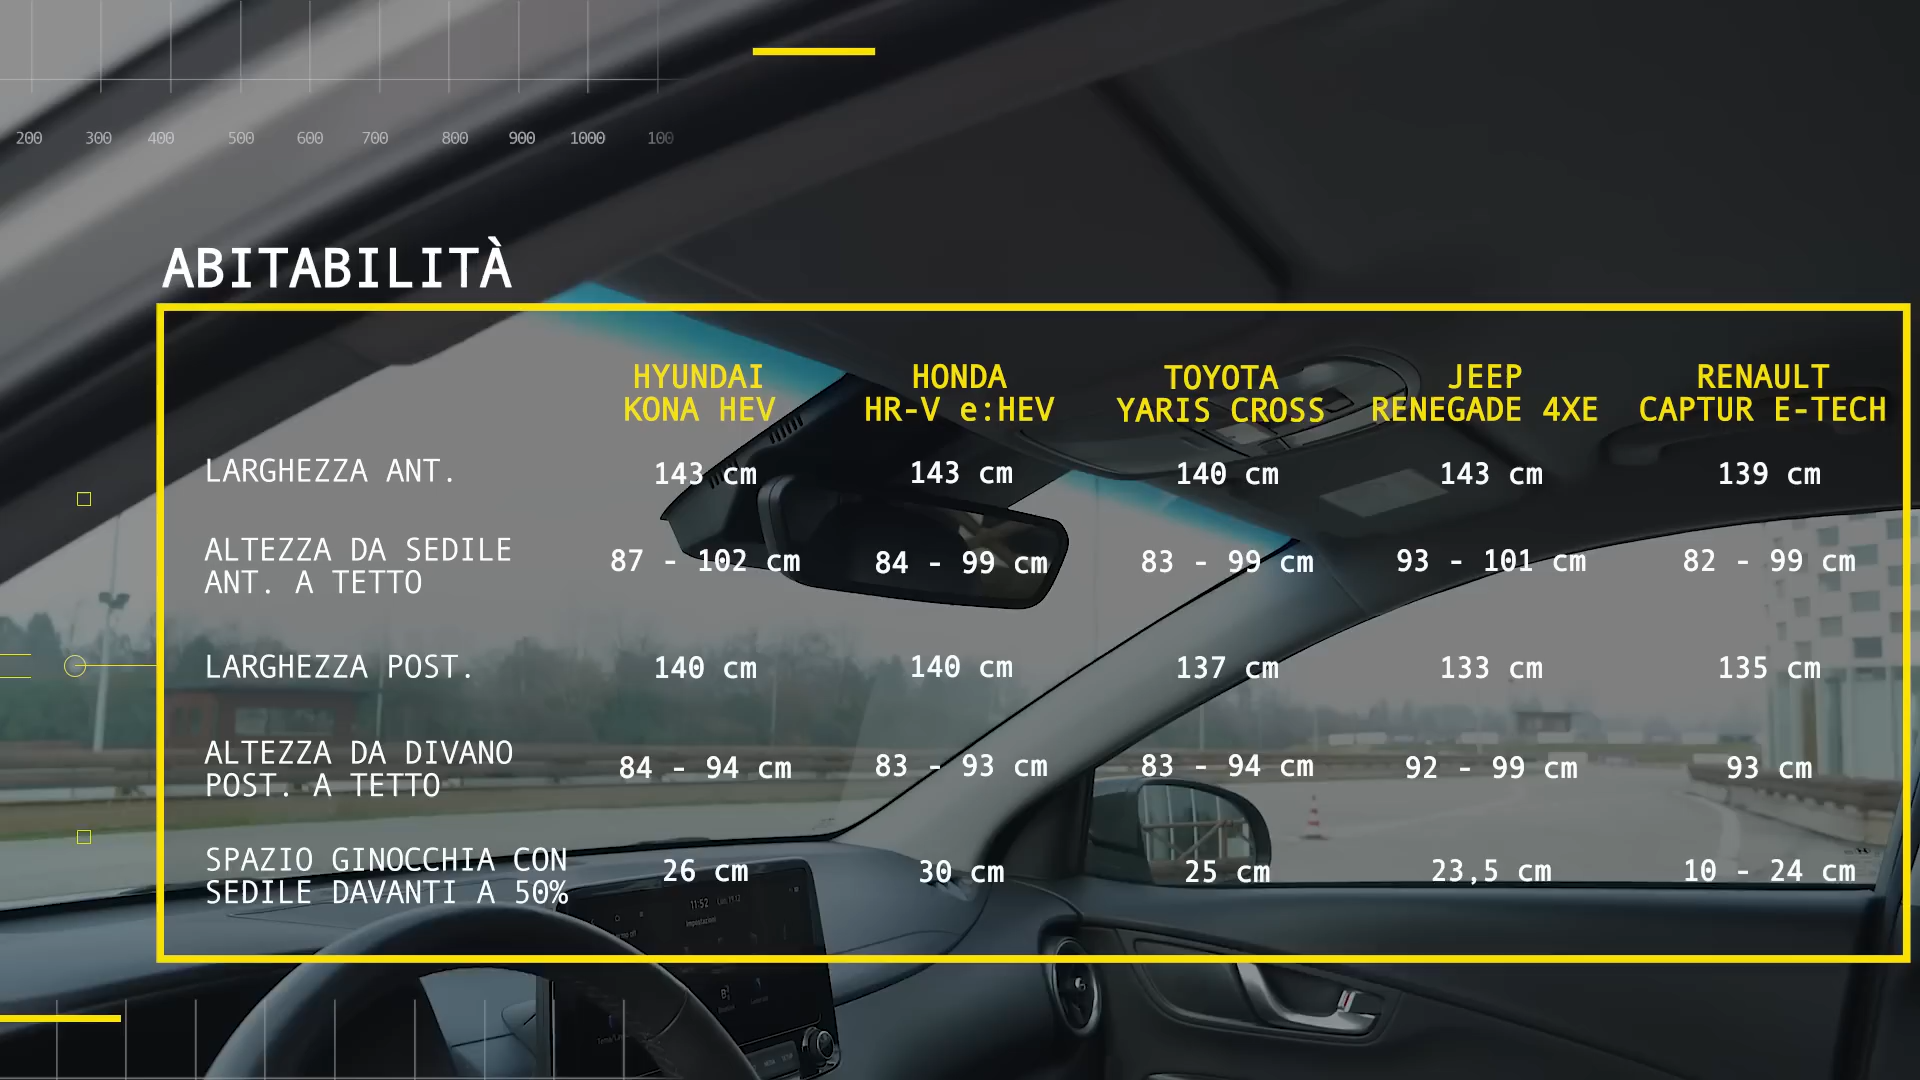 200 300 400 500 600 700 800 900 1000 100
ABITABILITÀ
HYUNDAI KONA HEV
HONDA HR-V e:HEV
TOYOTA YARIS CROSS
JEEP RENEGADE 4XE
RENAULT CAPTUR E-TECH
LARGHEZZA ANT. 143 cm 143 cm 140 cm 143 cm 139 cm
ALTEZZA DA SEDILE
ANT. A TETTO
87 - 102 cm 84 - 99 cm 83 - 99 cm 93 - 101 cm 82 - 99 cm
LARGHEZZA POST. 140 cm 140 cm 137 cm 133 cm 135 cm
ALTEZZA DA DIVANO
POST. A TETTO
84 - 94 cm 83 - 93 cm 83 - 94 cm 92 - 99 cm 93 cm
SPAZIO GINOCCHIA CON
SEDILE DAVANTI A 50%
26 cm 30 cm 25 cm 23,5 cm 10 - 24 cm
11:52
Impostazioni